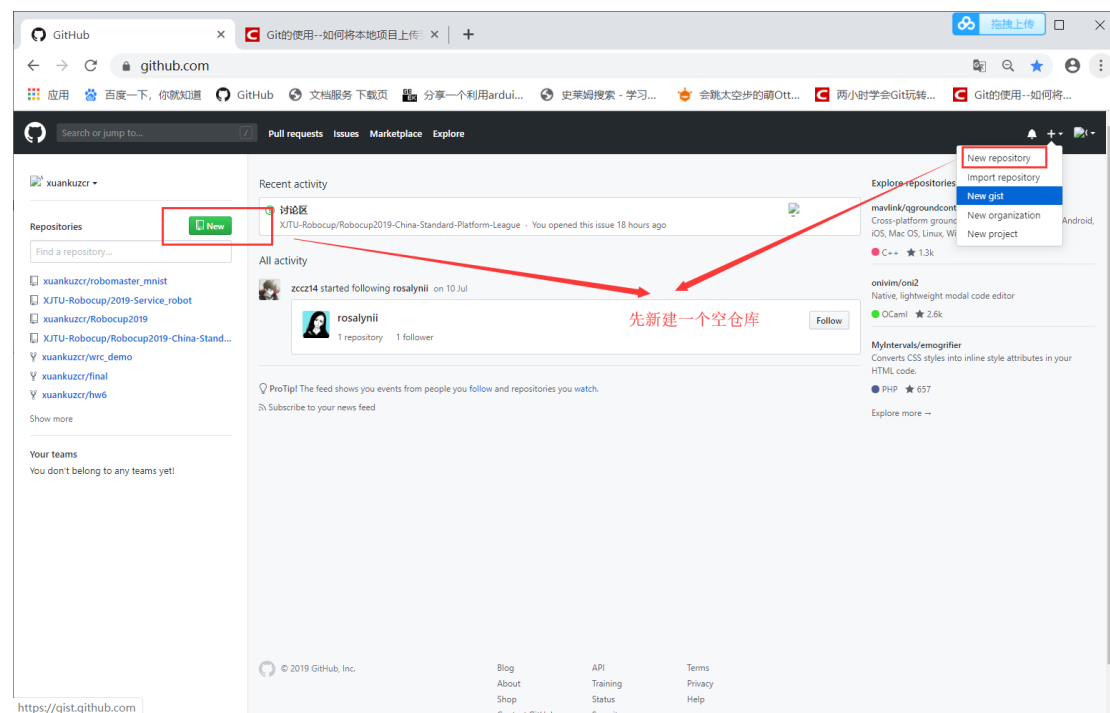 GitHub
Git的使用--如何将本地项目上传
拖拽上传
github.com
应用
百度一下，你就知道
GitHub
文档服务 下载页
分享一个利用ardui...
史莱姆搜索 - 学习...
会跳太空步的萌Ott...
两小时学会Git玩转...
Git的使用--如何将...
Search or jump to...
/
Pull requests Issues Marketplace Explore
New repository
Import repository
New gist
New organization
New project
xuankuzcr
Repositories
New
Find a repository...
xuankuzcr/robomaster_mnist
XJTU-Robocup/2019-Service_robot
xuankuzcr/Robocup2019
XJTU-Robocup/Robocup2019-China-Stand...
xuankuzcr/wrc_demo
xuankuzcr/final
xuankuzcr/hw6
Show more
Your teams
You don't belong to any teams yet!
Recent activity
讨论区
XJTU-Robocup/Robocup2019-China-Standard-Platform-League · You opened this issue 18 hours ago
All activity
zccz14 started following rosalynii on 10 Jul
rosalynii
1 repository 1 follower
Follow
先新建一个空仓库
ProTip! The feed shows you events from people you follow and repositories you watch.
Subscribe to your news feed
Explore repositories
mavlink/qgroundcont
Cross-platform ground Android,
iOS, Mac OS, Linux, Wi
C++ 1.3k
onivim/oni2
Native, lightweight modal code editor
OCaml 2.6k
MyIntervals/emogrifier
Converts CSS styles into inline style attributes in your
HTML code.
PHP 657
Explore more →
© 2019 GitHub, Inc.
Blog
About
Shop
API
Training
Status
Terms
Privacy
Help
https://gist.github.com